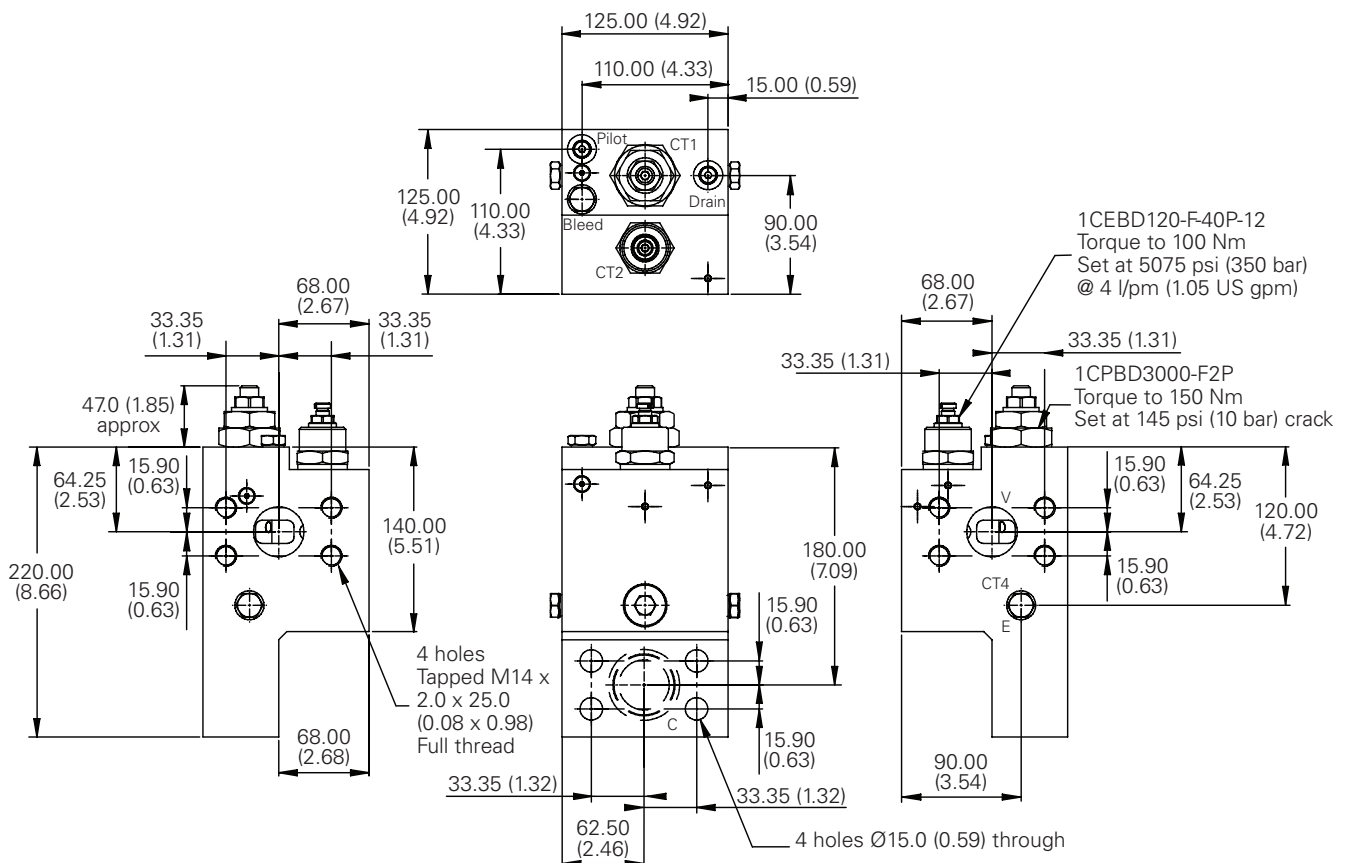 125.00 (4.92)
110.00 (4.33)
15.00 (0.59)
Pilot
CT1
125.00
(4.92)
110.00
(4.33)
Drain
Bleed
CT2
90.00
(3.54)
1CEBD120-F-40P-12
Torque to 100 Nm
Set at 5075 psi (350 bar)
@ 4 l/pm (1.05 US gpm)
68.00
(2.67)
33.35
(1.31)
33.35
(1.31)
47.0 (1.85)
approx
64.25
(2.53)
15.90
(0.63)
15.90
(0.63)
220.00
(8.66)
140.00
(5.51)
4 holes
Tapped M14 x
2.0 x 25.0
(0.08 x 0.98)
Full thread
68.00
(2.68)
180.00
(7.09)
15.90
(0.63)
C
15.90
(0.63)
33.35 (1.32)
33.35 (1.32)
62.50
(2.46)
4 holes Ø15.0 (0.59) through
68.00
(2.67)
33.35 (1.31)
33.35 (1.31)
1CPBD3000-F2P
Torque to 150 Nm
Set at 145 psi (10 bar) crack
V
15.90
(0.63)
64.25
(2.53)
120.00
(4.72)
15.90
(0.63)
CT4
E
90.00
(3.54)